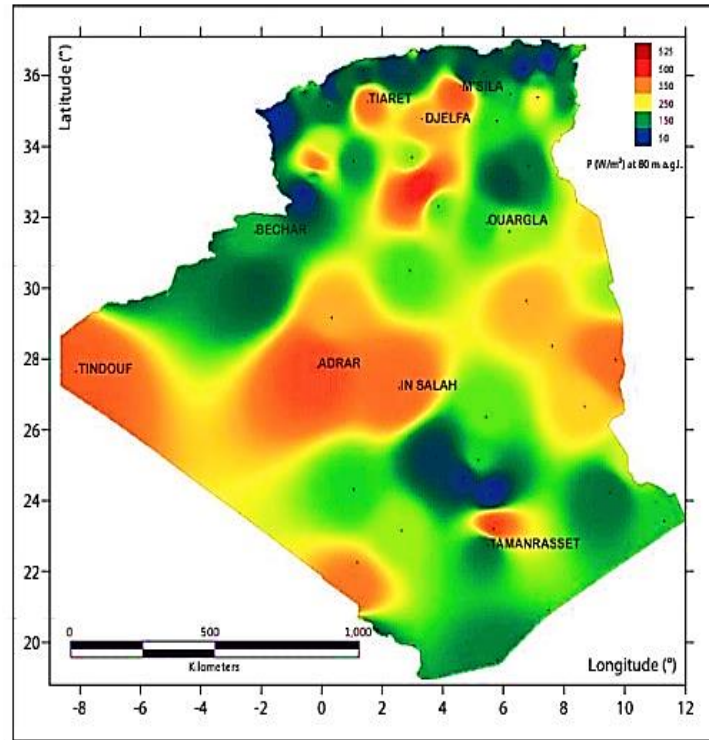 Latitude (°)
36
34
32
30
28
26
24
22
20
525
500
350
250
150
50
P (W/m²) at 80 m a.g.l.
M'SILA
TIARET
DJELFA
OUARGLA
BECHAR
TINDOUF
ADRAR
IN SALAH
TAMANRASSET
0 500 1,000
Kilometers
Longitude (°)
-8 -6 -4 -2 0 2 4 6 8 10 12